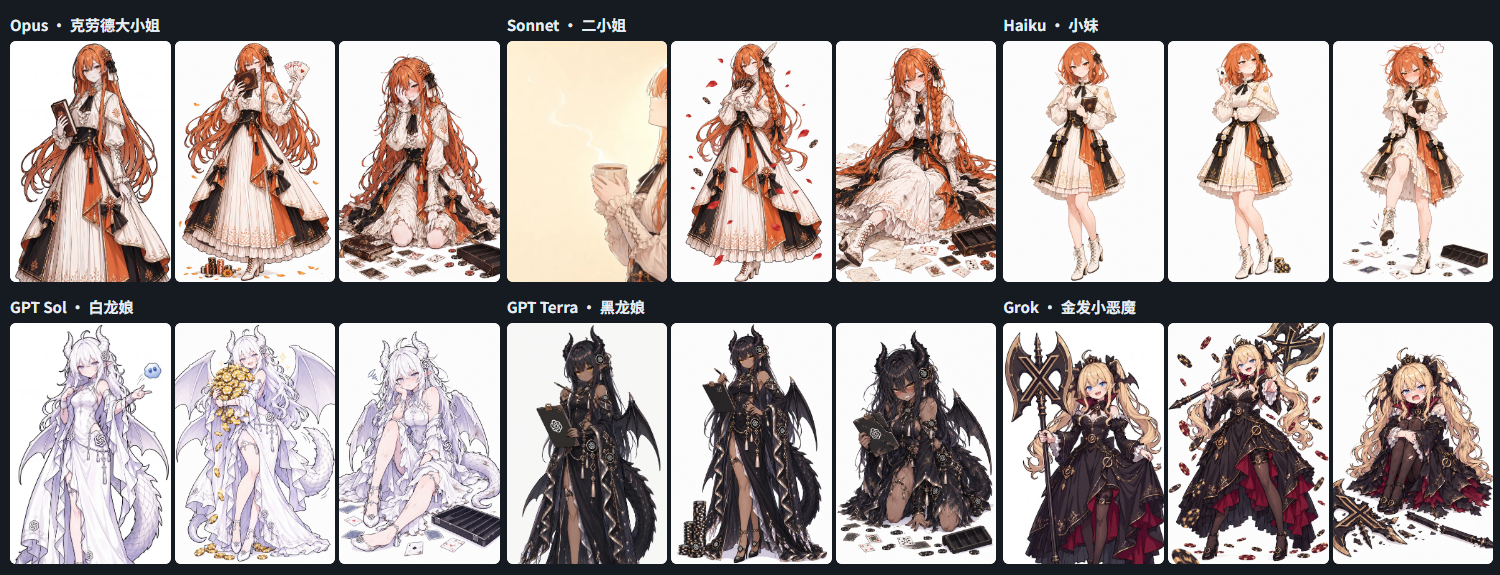 Opus · 克劳德大小姐
Sonnet · 二小姐
Haiku · 小妹
GPT Sol · 白龙娘
GPT Terra · 黑龙娘
Grok · 金发小恶魔